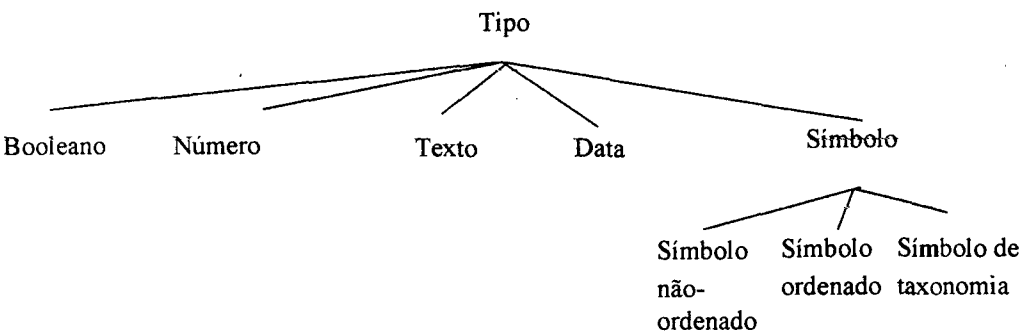 Tipo
Booleano Número Texto Data Símbolo
Símbolo Símbolo Símbolo de
não- ordenado taxonomia
ordenado